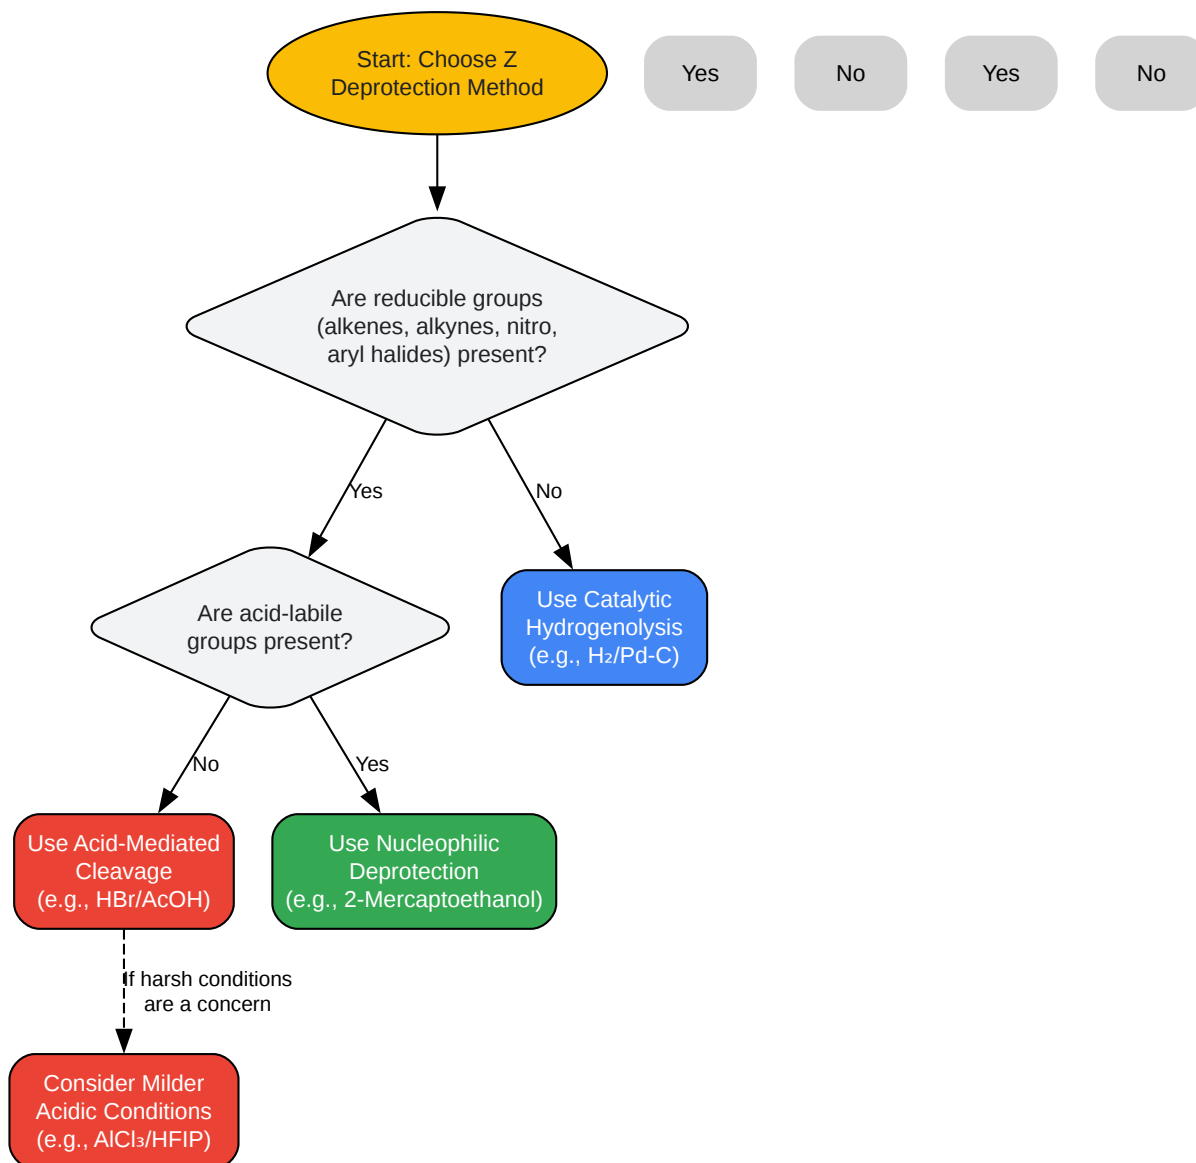 Start: Choose Z
Deprotection Method
Yes
No
Yes
No
Are reducible groups
(alkenes, alkynes, nitro,
aryl halides) present?
Yes
No
Are acid-labile
groups present?
Use Catalytic
Hydrogenolysis
(e.g., H₂/Pd-C)
No
Yes
Use Acid-Mediated
Cleavage
(e.g., HBr/AcOH)
Use Nucleophilic
Deprotection
(e.g., 2-Mercaptoethanol)
If harsh conditions
are a concern
Consider Milder
Acidic Conditions
(e.g., AlCl₃/HFIP)